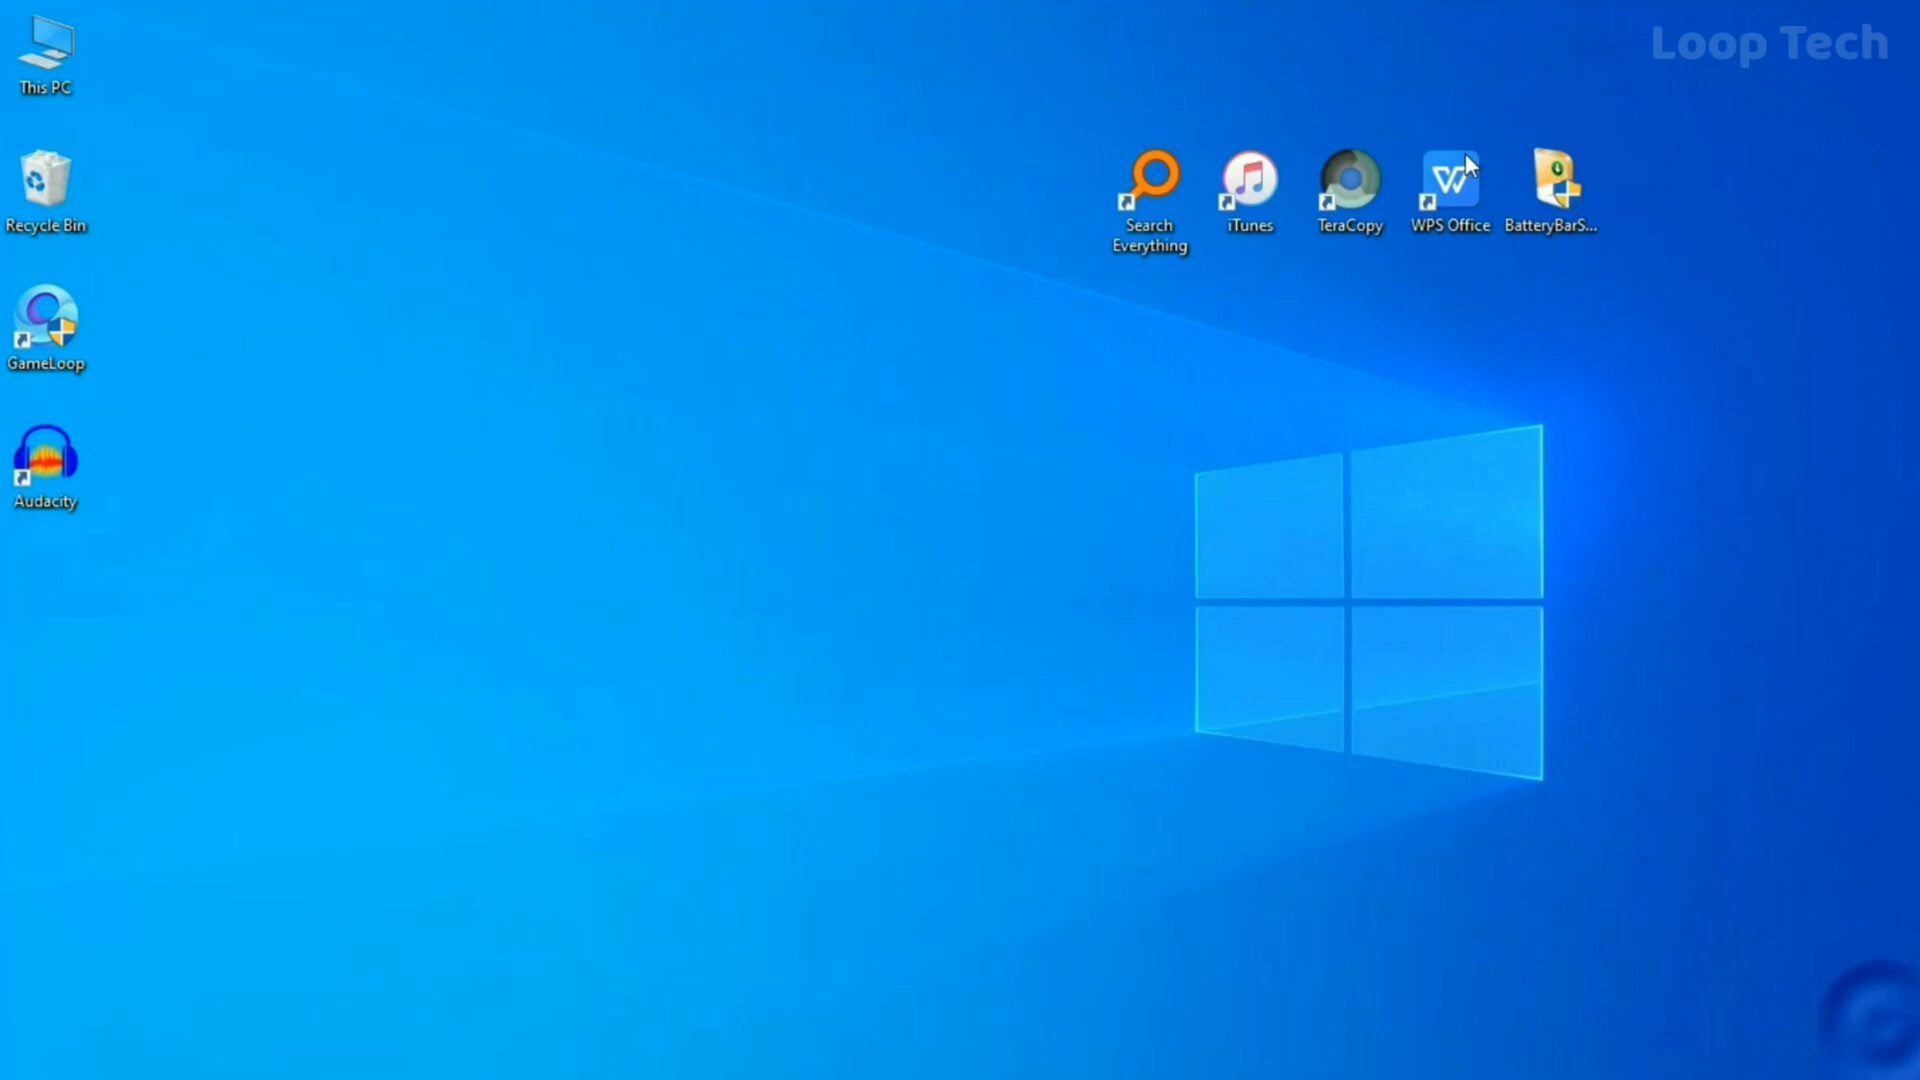 Loop Tech
This PC
Recycle Bin
GameLoop
Audacity
Search
Everything
iTunes
TeraCopy
WPS Office
BatteryBarS...